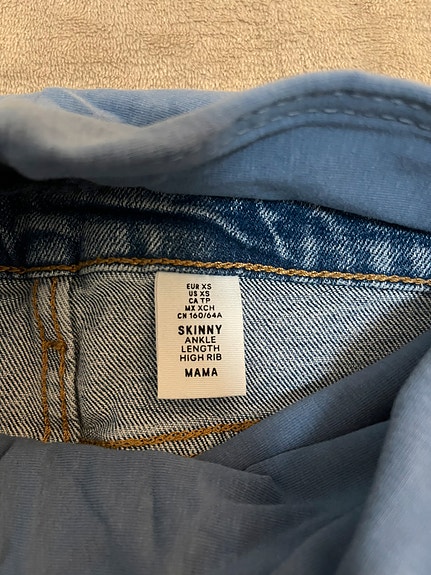 EUR XS
US XS
CA TP
MX XCH
CN 160/64A
SKINNY
ANKLE
LENGTH
HIGH RIB
MAMA